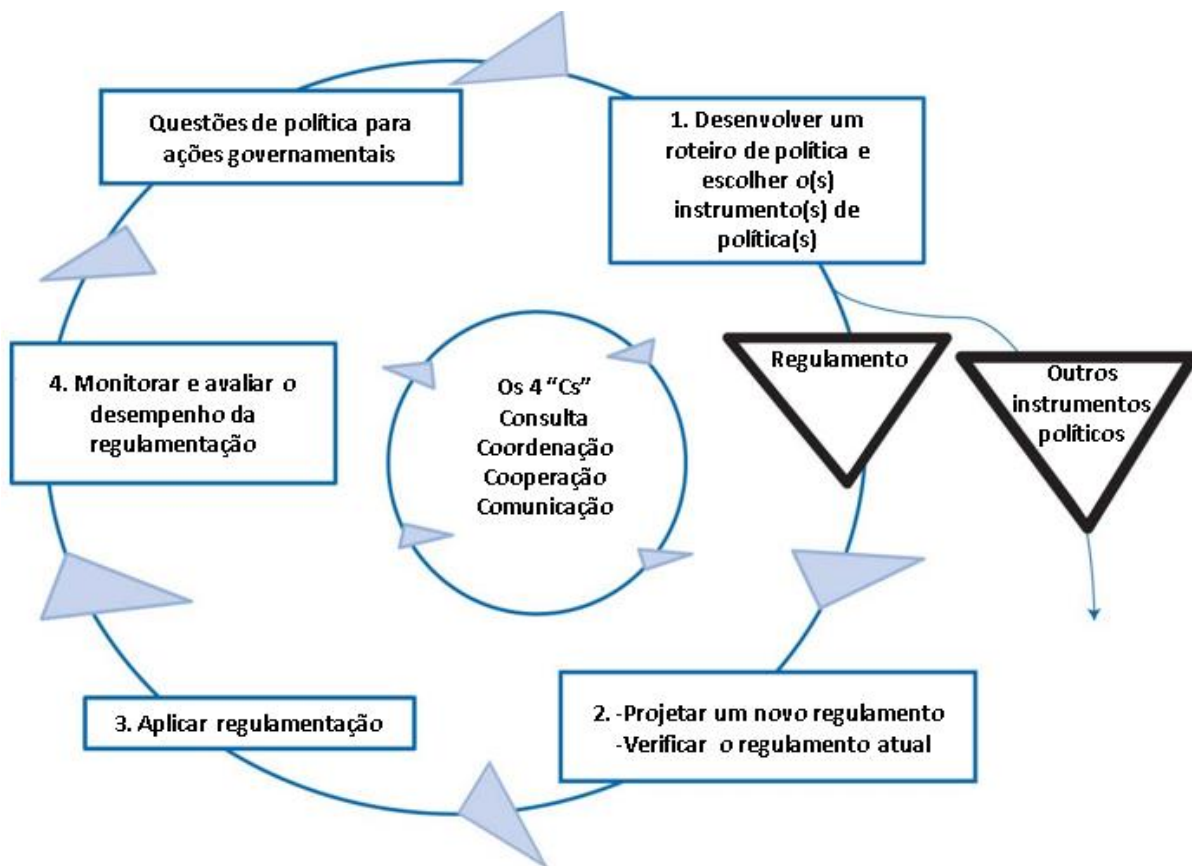 Questões de política para
ações governamentais
1. Desenvolver um
roteiro de política e
escolher o(s)
instrumento(s) de
política(s)
Regulamento
Outros
instrumentos
políticos
4. Monitorar e avaliar o
desempenho da
regulamentação
Os 4 “Cs”
Consulta
Coordenação
Cooperação
Comunicação
3. Aplicar regulamentação
2. -Projetar um novo regulamento
-Verificar o regulamento atual